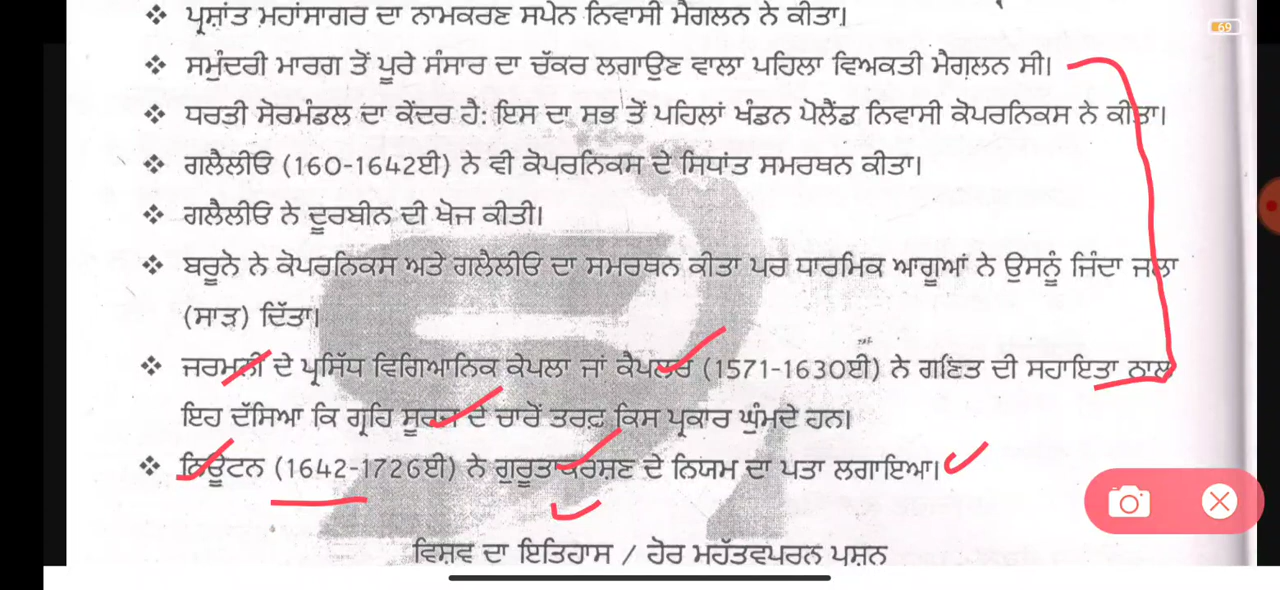 ❖ ਪ੍ਰਸ਼ਾਂਤ ਮਹਾਂਸਾਗਰ ਦਾ ਨਾਮਕਰਣ ਸਪੇਨ ਨਿਵਾਸੀ ਮੈਗਲਨ ਨੇ ਕੀਤਾ।
❖ ਸਮੁੰਦਰੀ ਮਾਰਗ ਤੋਂ ਪੂਰੇ ਸੰਸਾਰ ਦਾ ਚੱਕਰ ਲਗਾਉਣ ਵਾਲਾ ਪਹਿਲਾ ਵਿਅਕਤੀ ਮੈਗਲਨ ਸੀ।
❖ ਧਰਤੀ ਸੋਰਮੰਡਲ ਦਾ ਕੇਂਦਰ ਹੈ: ਇਸ ਦਾ ਸਭ ਤੋਂ ਪਹਿਲਾਂ ਖੰਡਨ ਪੋਲੈਂਡ ਨਿਵਾਸੀ ਕੋਪਰਨਿਕਸ ਨੇ ਕੀਤਾ।
❖ ਗਲੈਲੀਓ (160-1642ਈ) ਨੇ ਵੀ ਕੋਪਰਨਿਕਸ ਦੇ ਸਿਧਾਂਤ ਸਮਰਥਨ ਕੀਤਾ।
❖ ਗਲੈਲੀਓ ਨੇ ਦੂਰਬੀਨ ਦੀ ਖੋਜ ਕੀਤੀ।
❖ ਬਰੂਨੋ ਨੇ ਕੋਪਰਨਿਕਸ ਅਤੇ ਗਲੈਲੀਓ ਦਾ ਸਮਰਥਨ ਕੀਤਾ ਪਰ ਧਾਰਮਿਕ ਆਗੂਆਂ ਨੇ ਉਸਨੂੰ ਜਿੰਦਾ ਜਲਾ
(ਸਾੜ) ਦਿੱਤਾ।
❖ ਜਰਮਨੀ ਦੇ ਪ੍ਰਸਿੱਧ ਵਿਗਿਆਨਿਕ ਕੇਪਲਾ ਜਾਂ ਕੈਪਲਰ (1571-1630ਈ) ਨੇ ਗਣਿਤ ਦੀ ਸਹਾਇਤਾ ਨਾਲ
ਇਹ ਦੱਸਿਆ ਕਿ ਗ੍ਰਹਿ ਸੂਰਜ ਦੇ ਚਾਰੋਂ ਤਰਫ਼ ਕਿਸ ਪ੍ਰਕਾਰ ਘੁੰਮਦੇ ਹਨ।
❖ ਨਿਊਟਨ (1642-1726ਈ) ਨੇ ਗੁਰੂਤਾਕਰਸ਼ਣ ਦੇ ਨਿਯਮ ਦਾ ਪਤਾ ਲਗਾਇਆ।
ਵਿਸ਼ਵ ਦਾ ਇਤਿਹਾਸ / ਹੋਰ ਮਹੱਤਵਪੂਰਨ ਪ੍ਰਸ਼ਨ
69